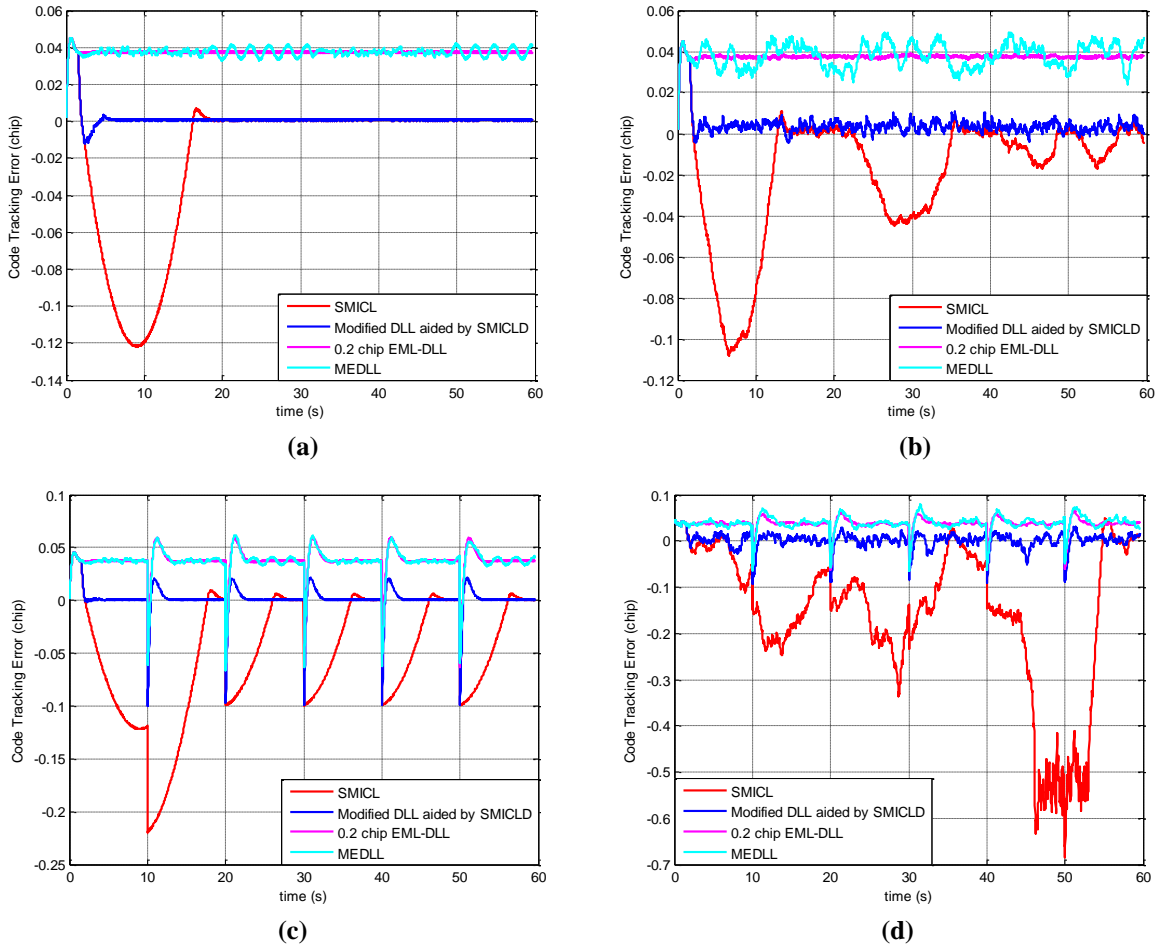 0.06
0.04
0.02
0
-0.02
-0.04
-0.06
-0.08
-0.1
-0.12
-0.14
Code Tracking Error (chip)
0 10 20 30 40 50 60
time (s)
SMICL
Modified DLL aided by SMICLD
0.2 chip EML-DLL
MEDLL
(a)
0.06
0.04
0.02
0
-0.02
-0.04
-0.06
-0.08
-0.1
-0.12
Code Tracking Error (chip)
0 10 20 30 40 50 60
time (s)
SMICL
Modified DLL aided by SMICLD
0.2 chip EML-DLL
MEDLL
(b)
0.1
0.05
0
-0.05
-0.1
-0.15
-0.2
-0.25
Code Tracking Error (chip)
0 10 20 30 40 50 60
time (s)
SMICL
Modified DLL aided by SMICLD
0.2 chip EML-DLL
MEDLL
(c)
0.1
0
-0.1
-0.2
-0.3
-0.4
-0.5
-0.6
-0.7
Code Tracking Error (chip)
0 10 20 30 40 50 60
time (s)
SMICL
Modified DLL aided by SMICLD
0.2 chip EML-DLL
MEDLL
(d)